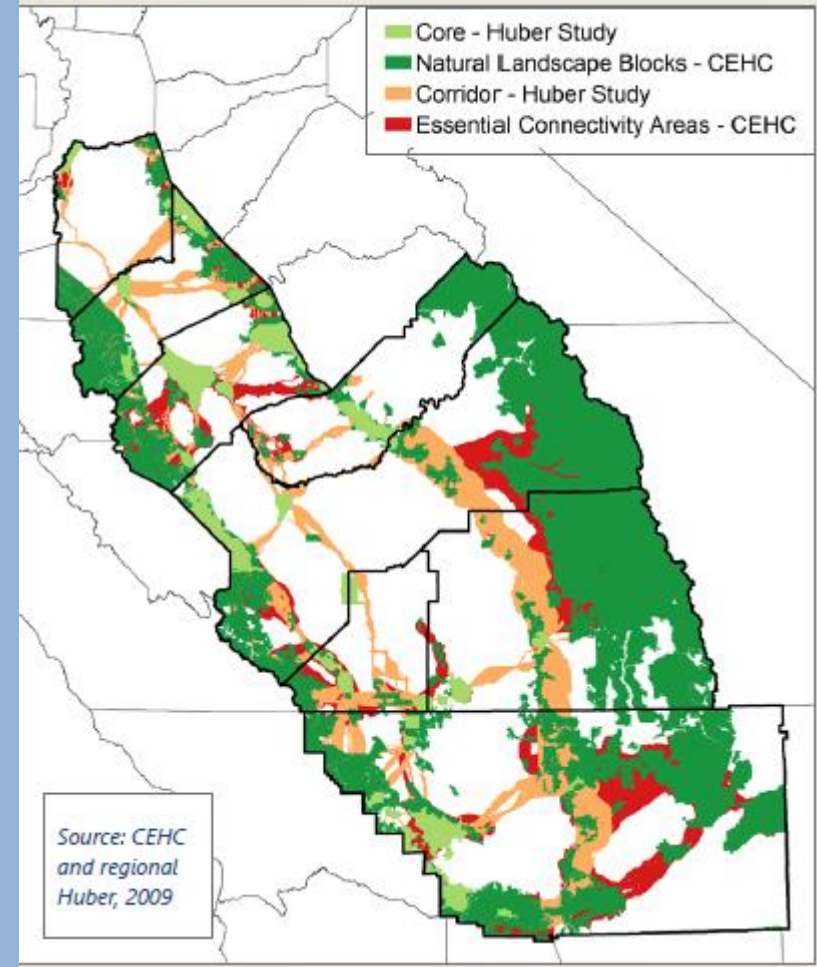 Core - Huber Study
Natural Landscape Blocks - CEHC
Corridor - Huber Study
Essential Connectivity Areas - CEHC
Source: CEHC
and regional
Huber, 2009